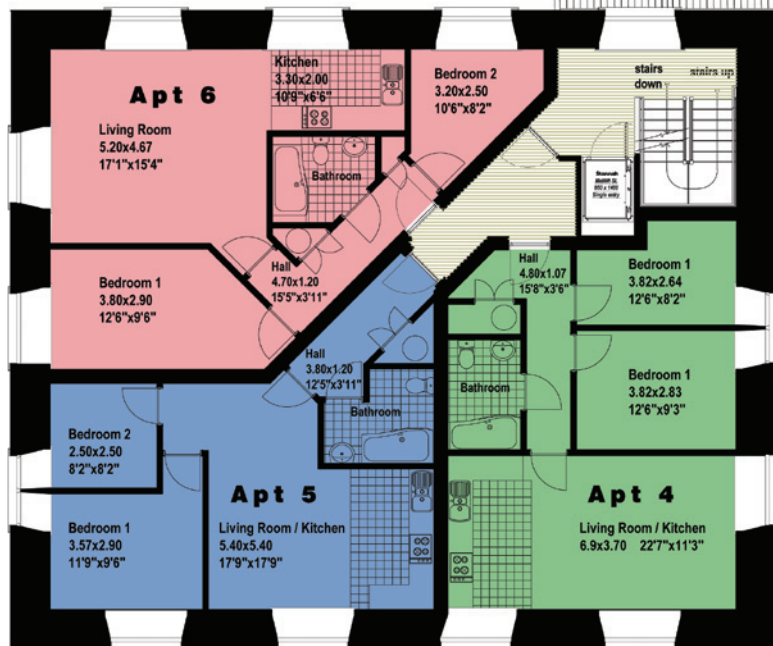 Apt 6
Living Room
5.20x4.67
17'1"x15'4"
Kitchen
3.30x2.00
10'9"x6'6"
Bedroom 2
3.20x2.50
10'6"x8'2"
stairs
down
stairs up
Bathroom
Stannah
Single entry
Bedroom 1
3.80x2.90
12'6"x9'6"
Hall
4.70x1.20
15'5"x3'11"
Hall
4.80x1.07
15'8"x3'6"
Bedroom 1
3.82x2.64
12'6"x8'2"
Hall
3.80x1.20
12'5"x3'11"
Bathroom
Bedroom 1
3.82x2.83
12'6"x9'3"
Bathroom
Bedroom 2
2.50x2.50
8'2"x8'2"
Apt 5
Living Room / Kitchen
5.40x5.40
17'9"x17'9"
Bedroom 1
3.57x2.90
11'9"x9'6"
Apt 4
Living Room / Kitchen
6.9x3.70 22'7"x11'3"